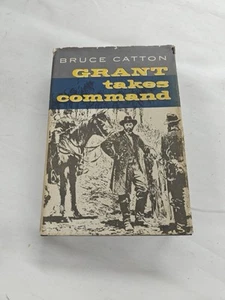 BRUCE CATTON
GRANT
takes
command